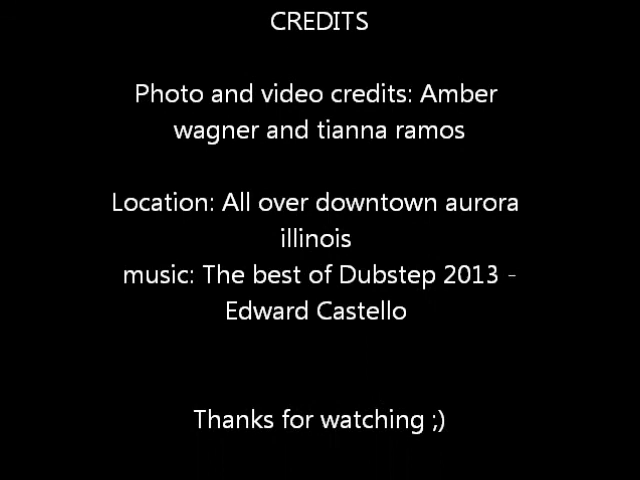 CREDITS
Photo and video credits: Amber
wagner and tianna ramos
Location: All over downtown aurora
illinois
music: The best of Dubstep 2013 -
Edward Castello
Thanks for watching ;)